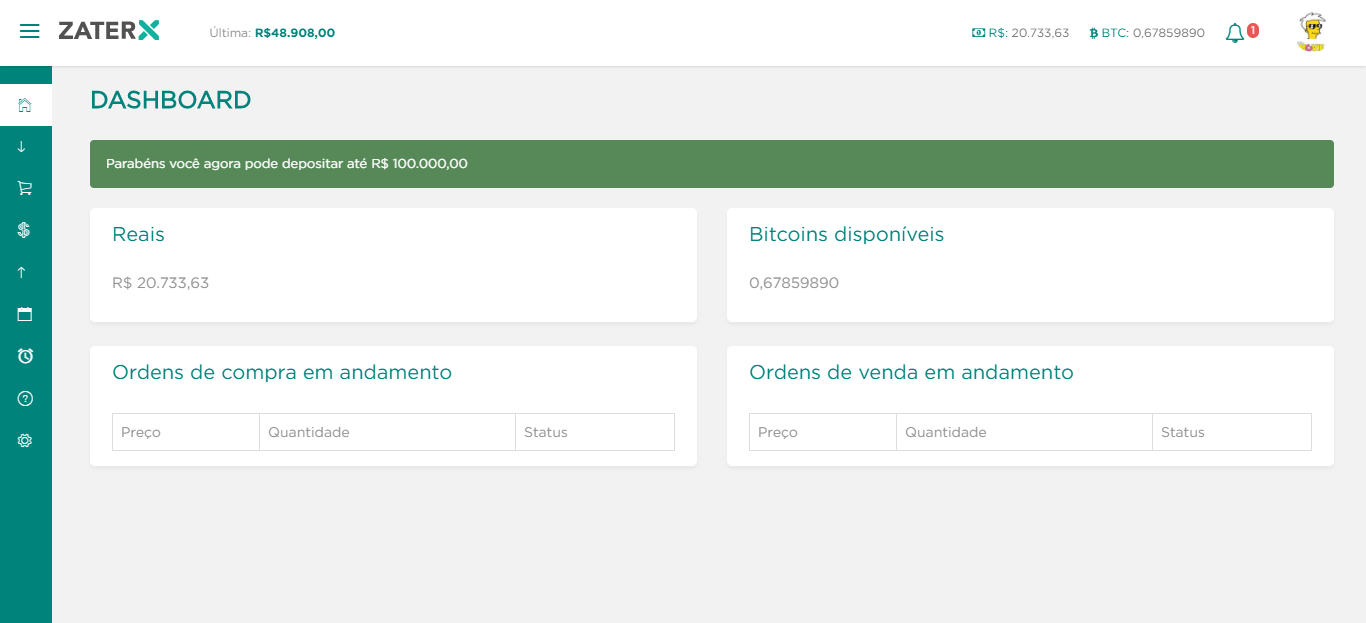 ZATERX
Última: R$48.908,00
R$: 20.733,63
BTC: 0,67859890
1
DASHBOARD
Parabéns você agora pode depositar até R$ 100.000,00
Reais
R$ 20.733,63
Bitcoins disponíveis
0,67859890
Ordens de compra em andamento
Preço Quantidade Status
Ordens de venda em andamento
Preço Quantidade Status